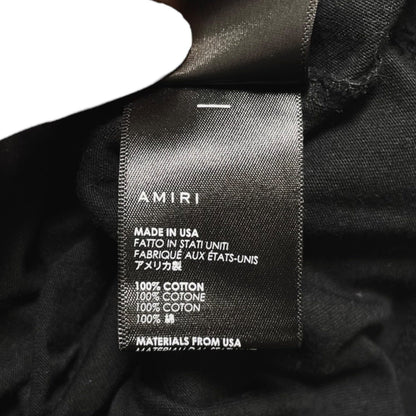 AMIRI
MADE IN USA
FATTO IN STATI UNITI
FABRIQUÉ AUX ÉTATS-UNIS
アメリカ製
100% COTTON
100% COTONE
100% COTON
100% 綿
MATERIALS FROM USA